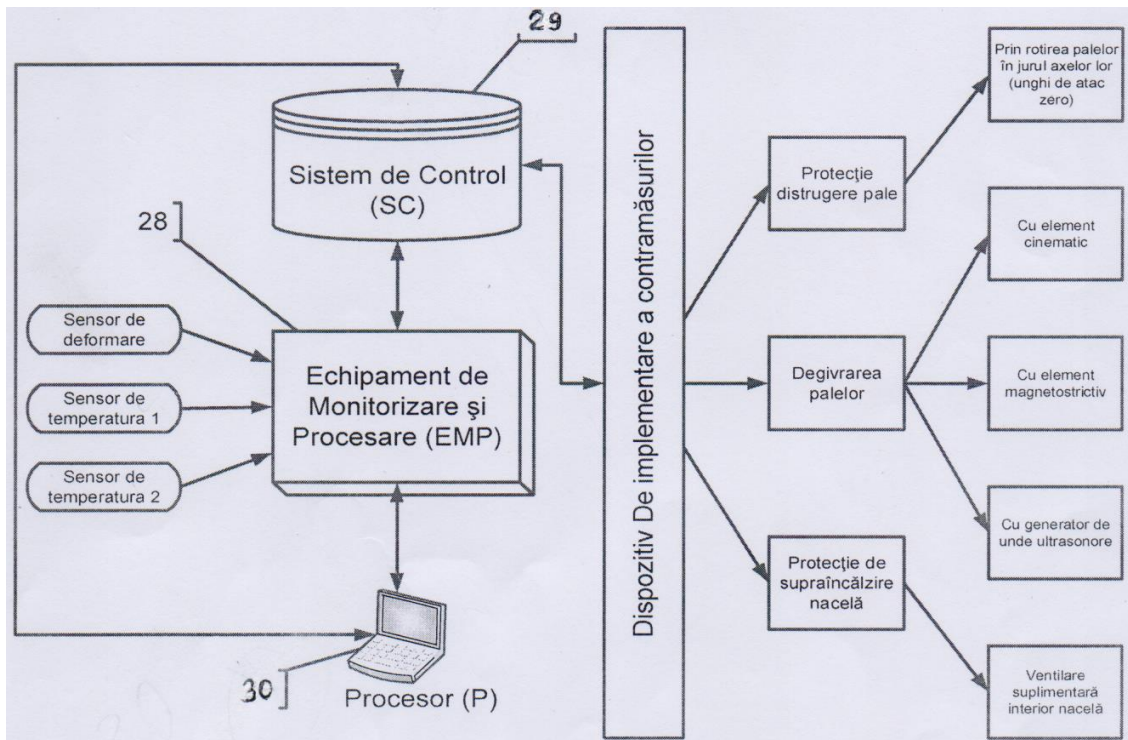 29
Sistem de Control
(SC)
28
Sensor de
deformare
Sensor de
temperatura 1
Sensor de
temperatura 2
Echipament de
Monitorizare şi
Procesare (EMP)
30
Procesor (P)
Dispozitiv De implementare a contramăsurilor
Protecţie
distrugere pale
Degivrarea
palelor
Protecţie de
supraîncălzire
nacelă
Prin rotirea palelor
în jurul axelor lor
(unghi de atac
zero)
Cu element
cinematic
Cu element
magnetostrictiv
Cu generator de
unde ultrasonore
Ventilare
suplimentară
interior nacelă